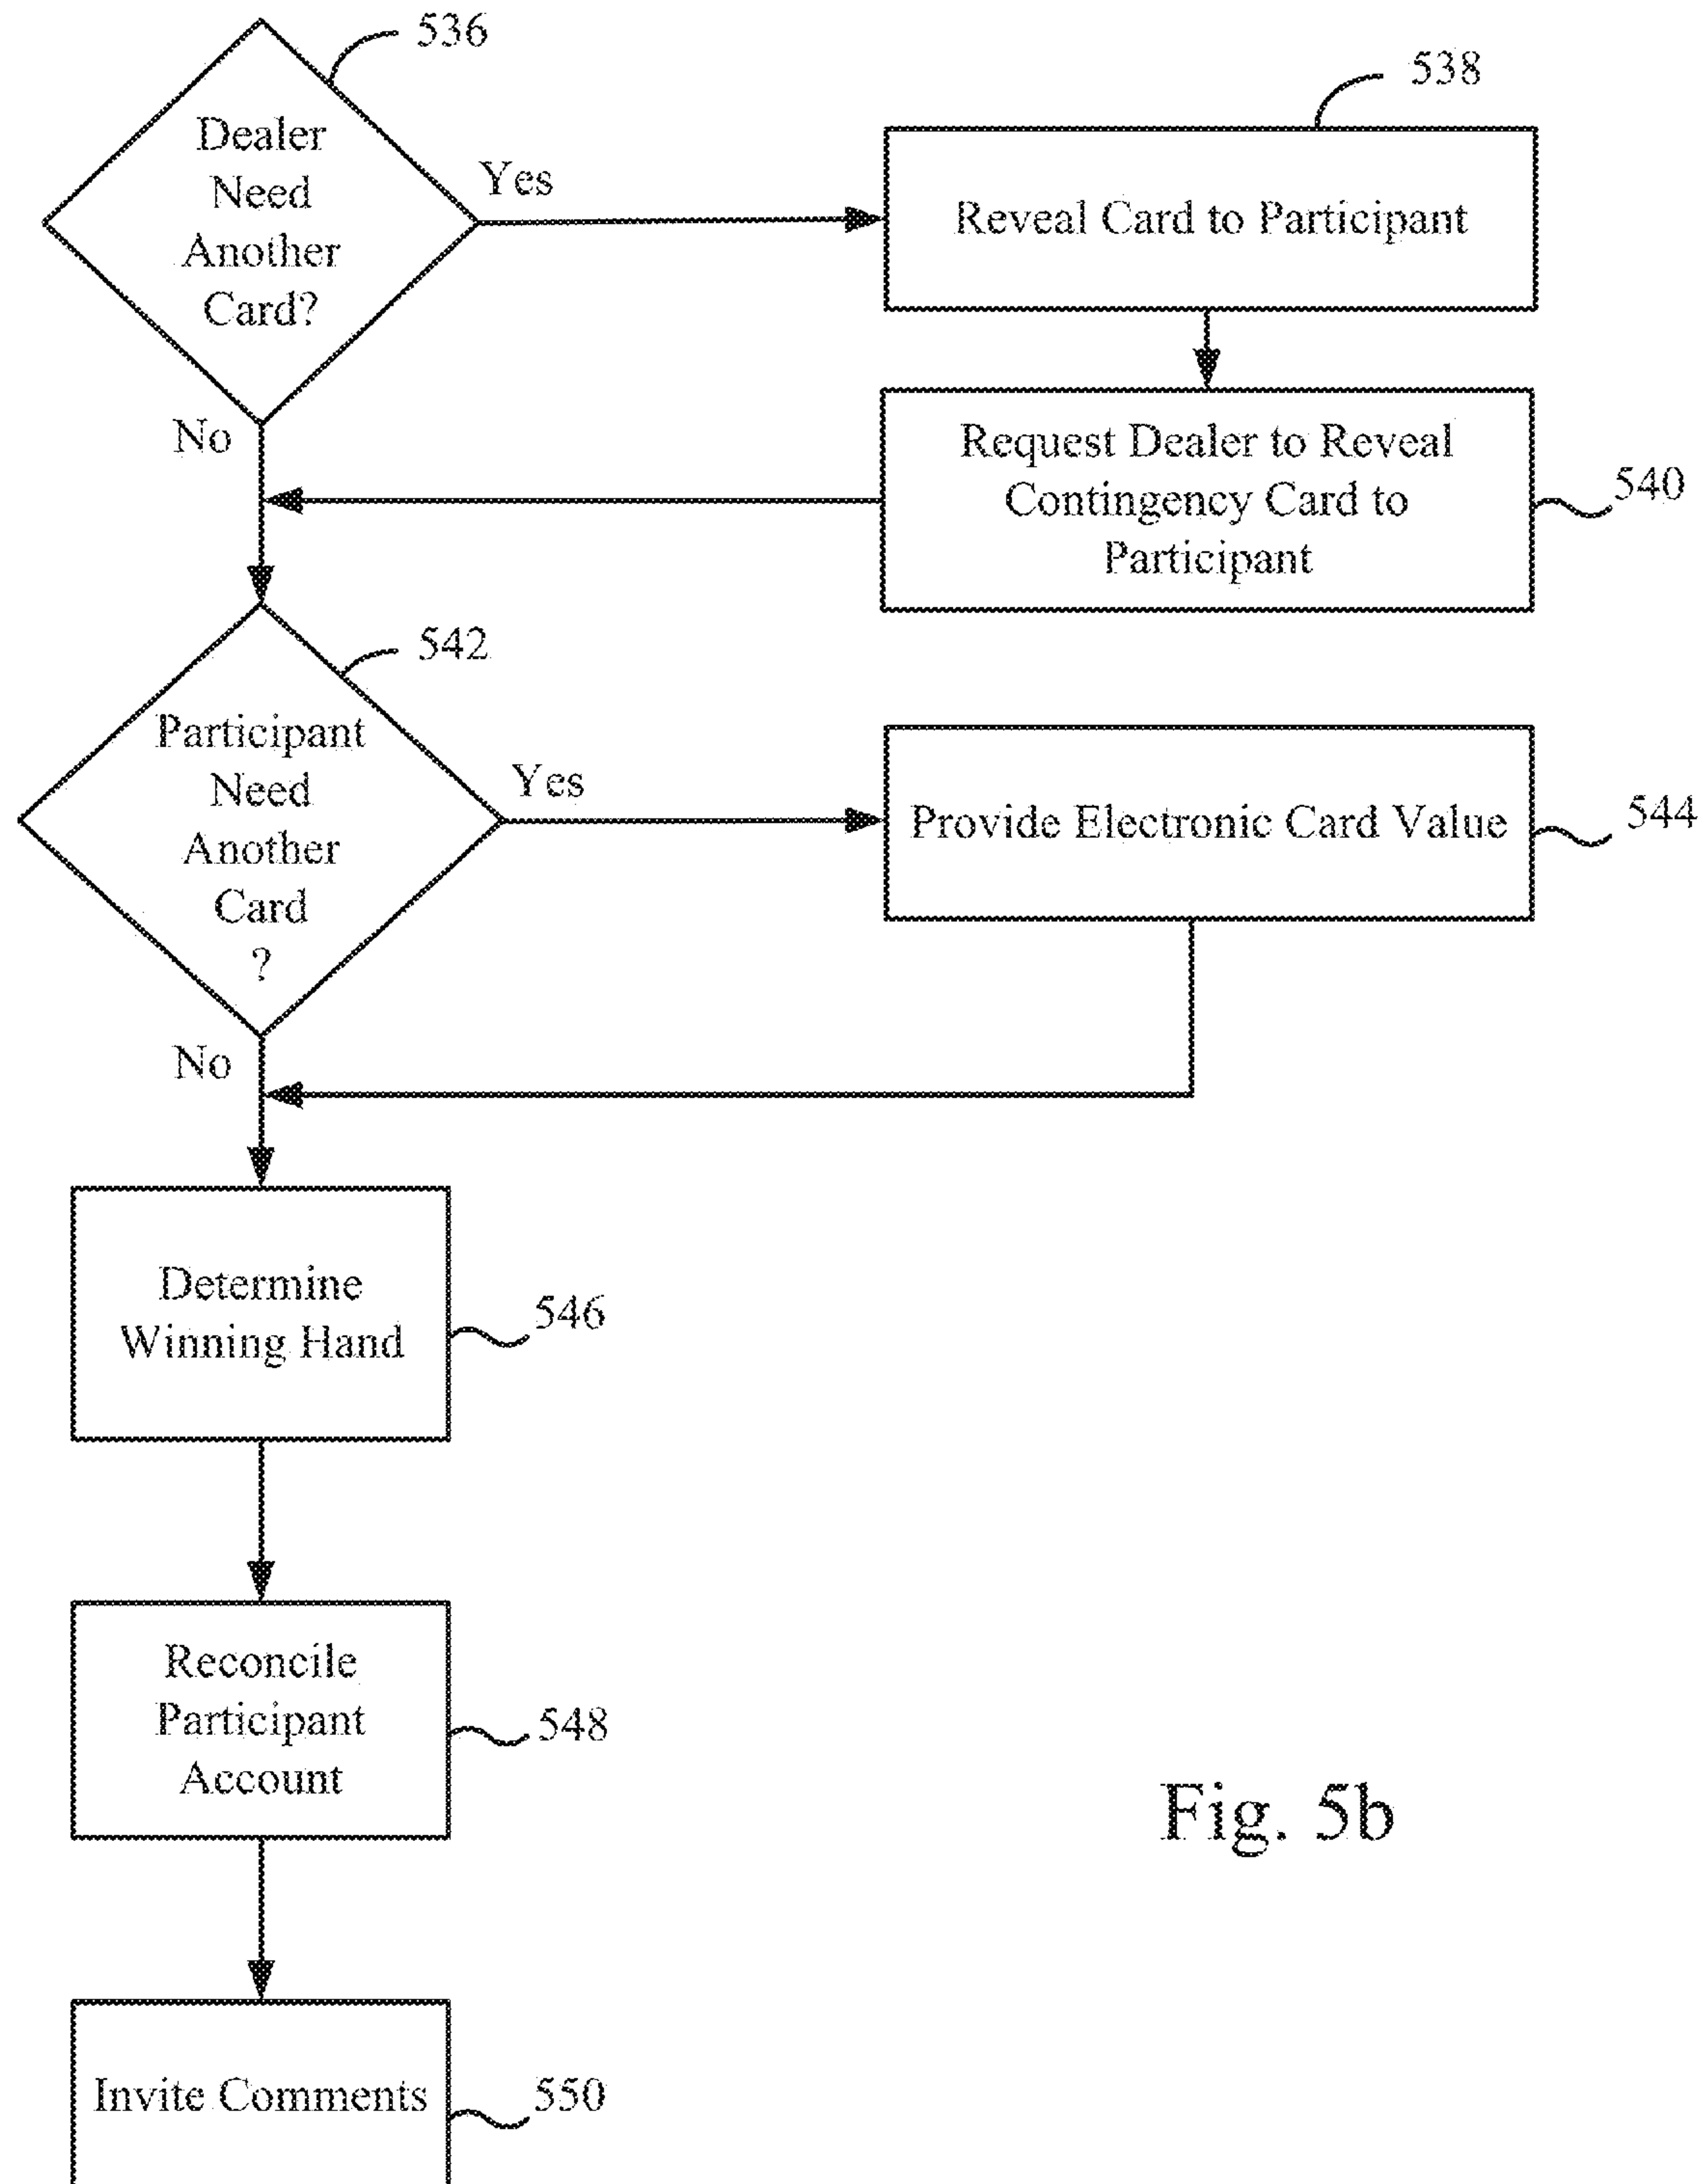 536
Dealer
Need
Another
Card?
Yes
538
Reveal Card to Participant
No
Request Dealer to Reveal
Contingency Card to
Participant
540
542
Participant
Need
Another
Card
?
Yes
Provide Electronic Card Value
544
No
Determine
Winning Hand
546
Reconcile
Participant
Account
548
Fig. 5b
Invite Comments
550